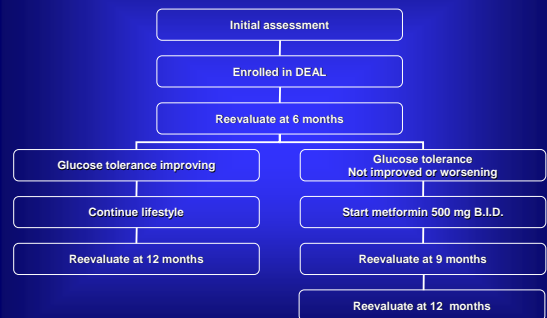 Initial assessment
Enrolled in DEAL
Reevaluate at 6 months
Glucose tolerance improving
Continue lifestyle
Reevaluate at 12 months
Glucose tolerance
Not improved or worsening
Start metformin 500 mg B.I.D.
Reevaluate at 9 months
Reevaluate at 12 months